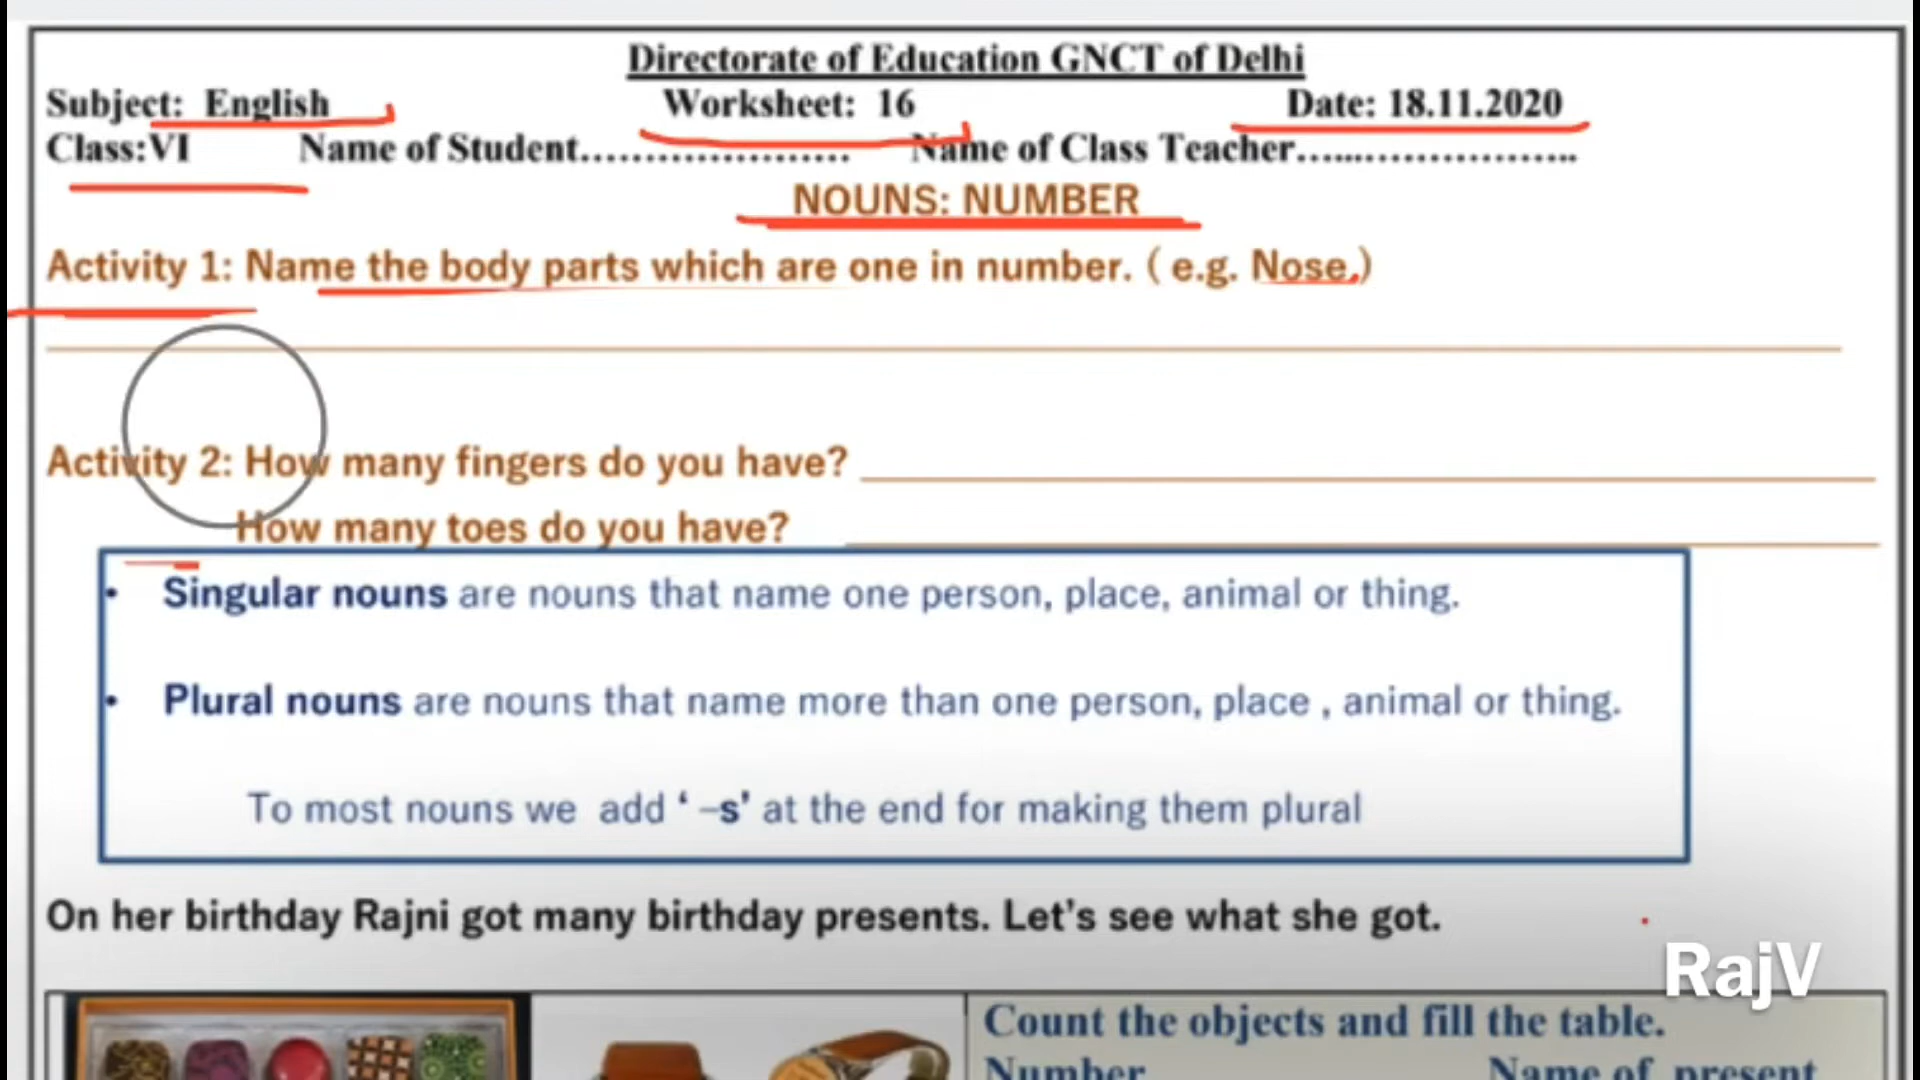 Directorate of Education GNCT of Delhi
Subject: English Worksheet: 16 Date: 18.11.2020
Class:VI Name of Student..................... Name of Class Teacher......................
NOUNS: NUMBER
Activity 1: Name the body parts which are one in number. ( e.g. Nose,)
Activity 2: How many fingers do you have?
How many toes do you have?
• Singular nouns are nouns that name one person, place, animal or thing.
• Plural nouns are nouns that name more than one person, place , animal or thing.
To most nouns we add ‘ –s’ at the end for making them plural
On her birthday Rajni got many birthday presents. Let’s see what she got.
RajV
Count the objects and fill the table.
Number Name of present